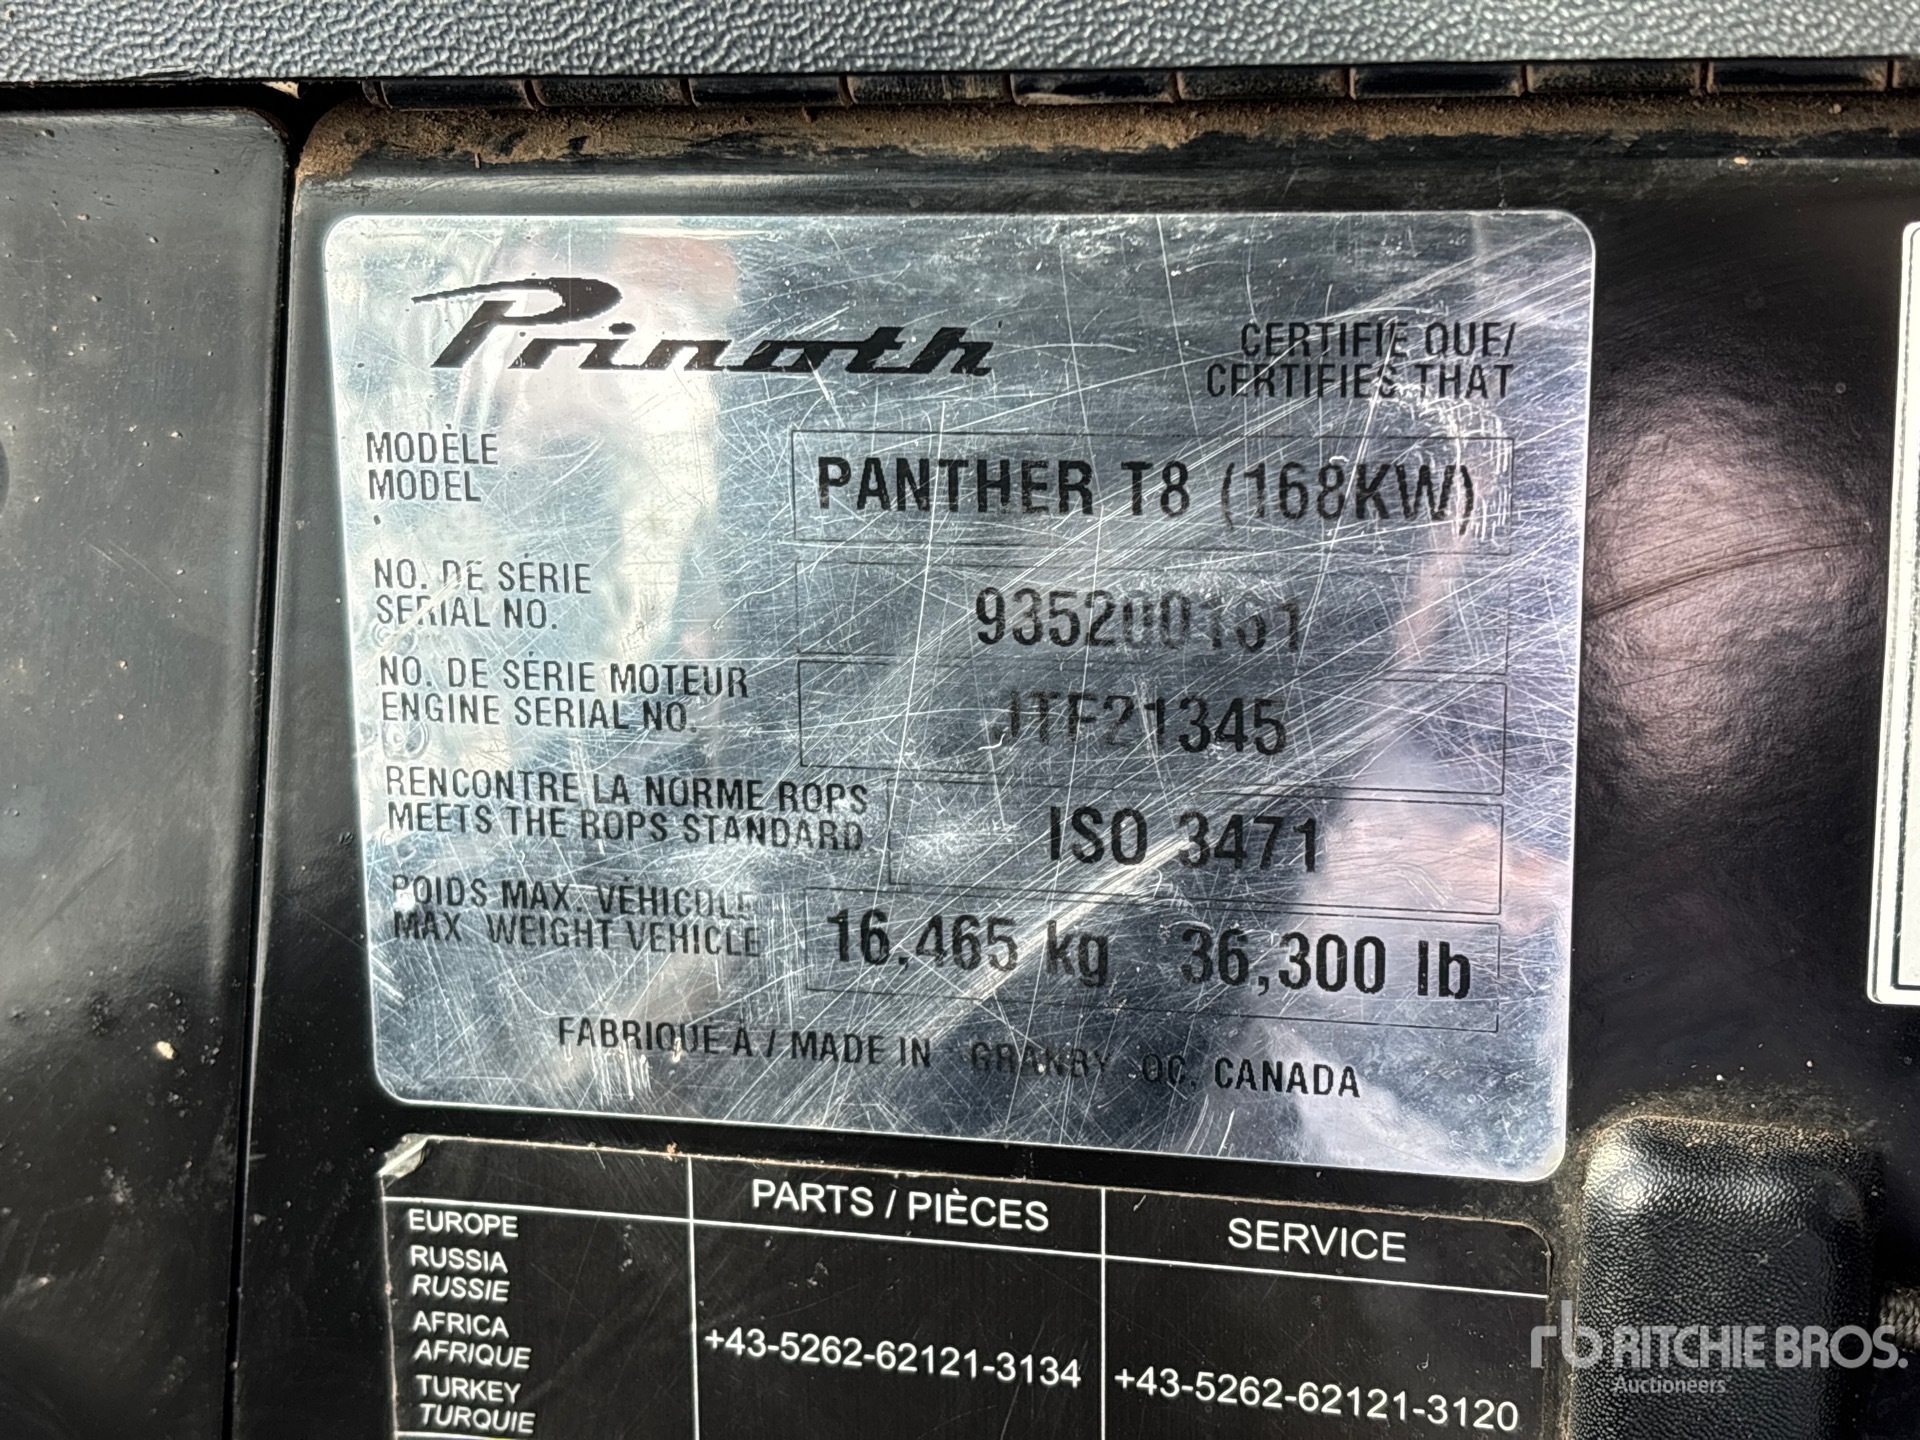 Prinoth
CERTIFIE QUE/
CERTIFIES THAT
MODÈLE
MODEL
PANTHER T8 (168KW)
NO. DE SÉRIE
SERIAL NO.
NO. DE SÉRIE MOTEUR
ENGINE SERIAL NO.
JTF21345
RENCONTRE LA NORME ROPS
MEETS THE ROPS STANDARD
ISO 3471
POIDS MAX. VÉHICULE
MAX. WEIGHT VEHICLE
16,465 kg 36,300 lb
FABRIQUÉ À / MADE IN GRANBY QC, CANADA
PARTS / PIÈCES
SERVICE
EUROPE
RUSSIA
RUSSIE
AFRICA
AFRIQUE
TURKEY
TURQUIE
+43-5262-62121-3134
+43-5262-62121-3120
rb RITCHIE BROS.
Auctioneers